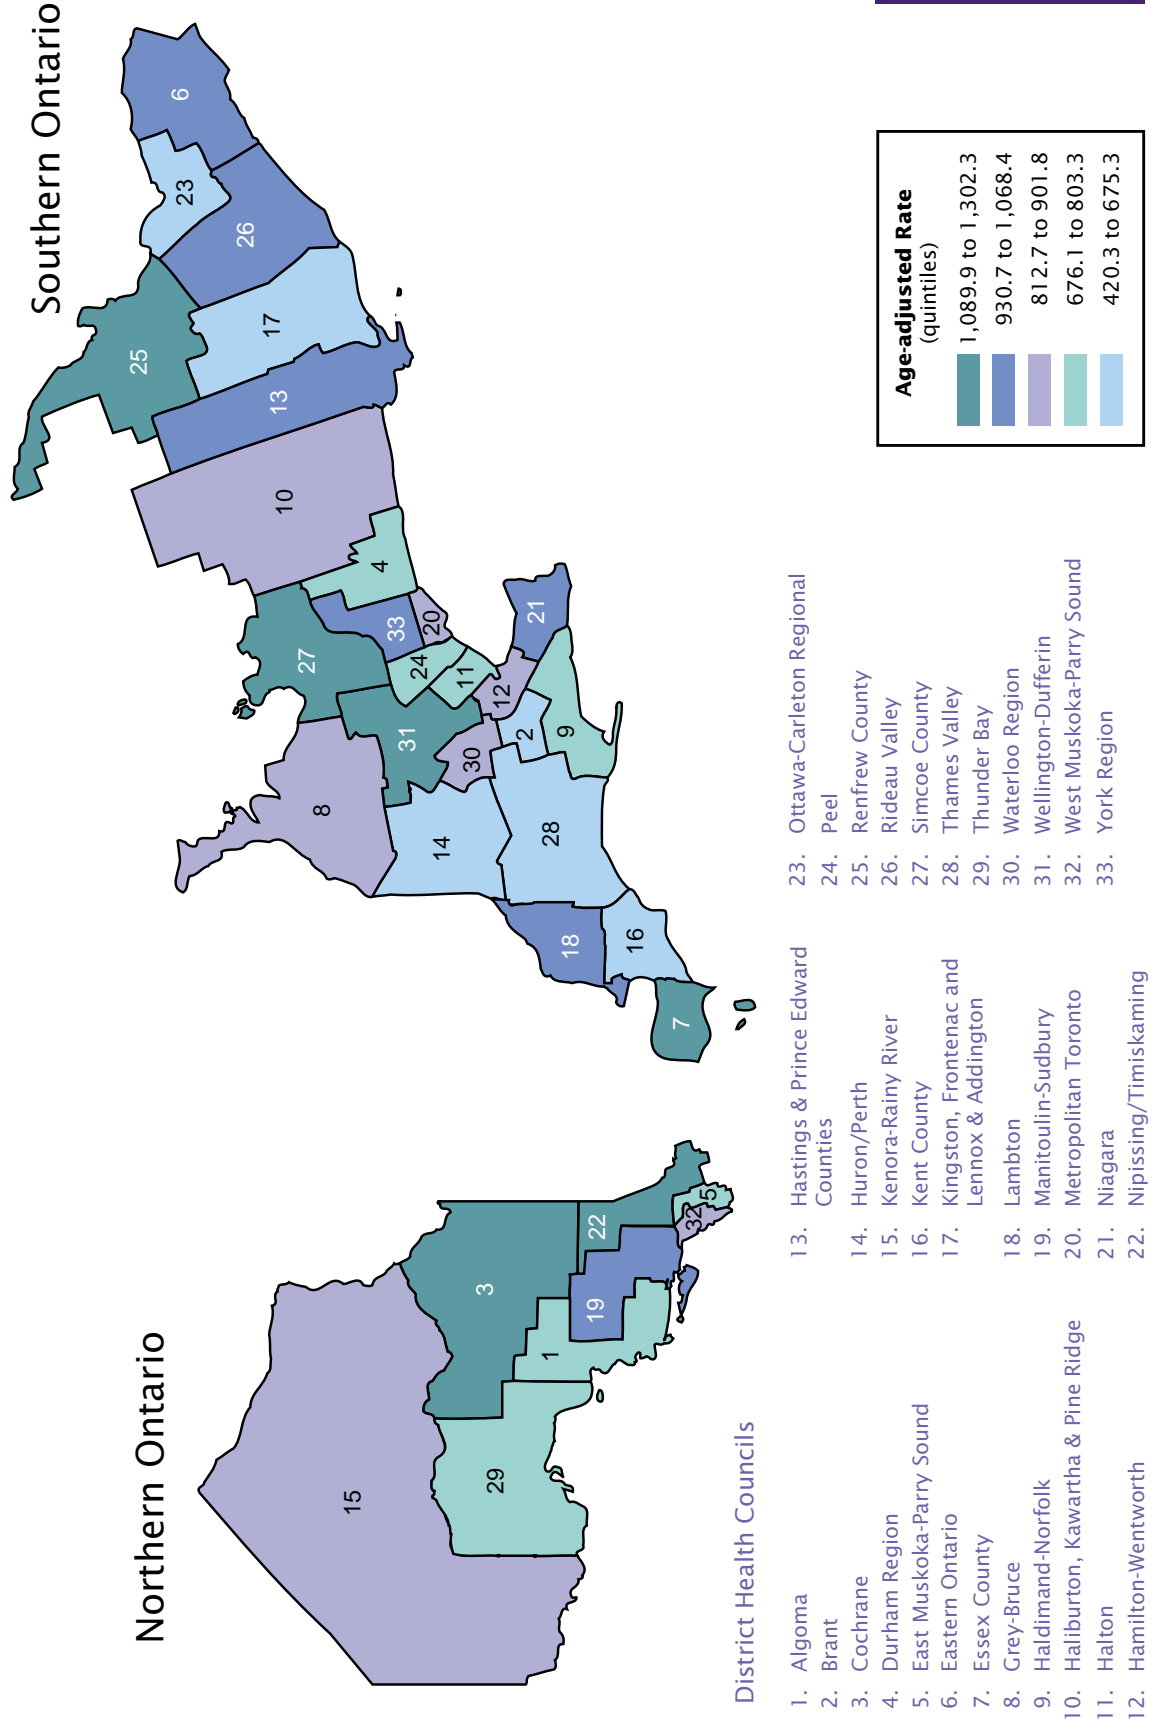 Northern Ontario
15
29
3
1
19
22
32
5
Southern Ontario
6
23
26
25
17
13
10
4
27
33
20
24
11
21
12
31
8
30
2
9
14
28
18
16
7
District Health Councils
1. Algoma
2. Brant
3. Cochrane
4. Durham Region
5. East Muskoka-Parry Sound
6. Eastern Ontario
7. Essex County
8. Grey-Bruce
9. Haldimand-Norfolk
10. Haliburton, Kawartha & Pine Ridge
11. Halton
12. Hamilton-Wentworth
13. Hastings & Prince Edward
Counties
14. Huron/Perth
15. Kenora-Rainy River
16. Kent County
17. Kingston, Frontenac and
Lennox & Addington
18. Lambton
19. Manitoulin-Sudbury
20. Metropolitan Toronto
21. Niagara
22. Nipissing/Timiskaming
23. Ottawa-Carleton Regional
24. Peel
25. Renfrew County
26. Rideau Valley
27. Simcoe County
28. Thames Valley
29. Thunder Bay
30. Waterloo Region
31. Wellington-Dufferin
32. West Muskoka-Parry Sound
33. York Region
Age-adjusted Rate
(quintiles)
1,089.9 to 1,302.3
930.7 to 1,068.4
812.7 to 901.8
676.1 to 803.3
420.3 to 675.3